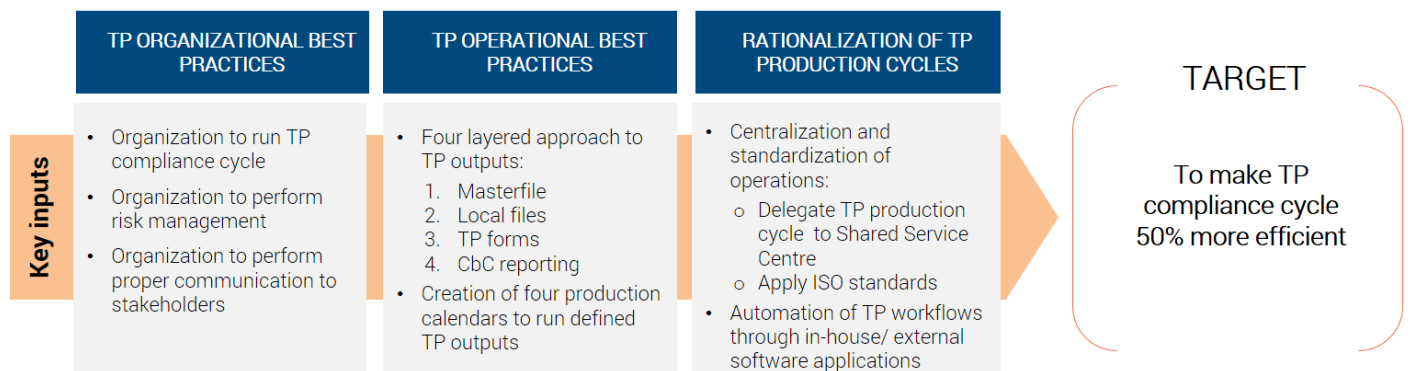 TP ORGANIZATIONAL BEST
PRACTICES
TP OPERATIONAL BEST
PRACTICES
RATIONALIZATION OF TP
PRODUCTION CYCLES
TARGET
Key inputs
• Organization to run TP
compliance cycle
• Organization to perform
risk management
• Organization to perform
proper communication to
stakeholders
• Four layered approach to
TP outputs:
1. Masterfile
2. Local files
3. TP forms
4. CbC reporting
• Creation of four production
calendars to run defined
TP outputs
• Centralization and
standardization of
operations:
o Delegate TP production
cycle to Shared Service
Centre
o Apply ISO standards
• Automation of TP workflows
through in-house/ external
software applications
To make TP
compliance cycle
50% more efficient